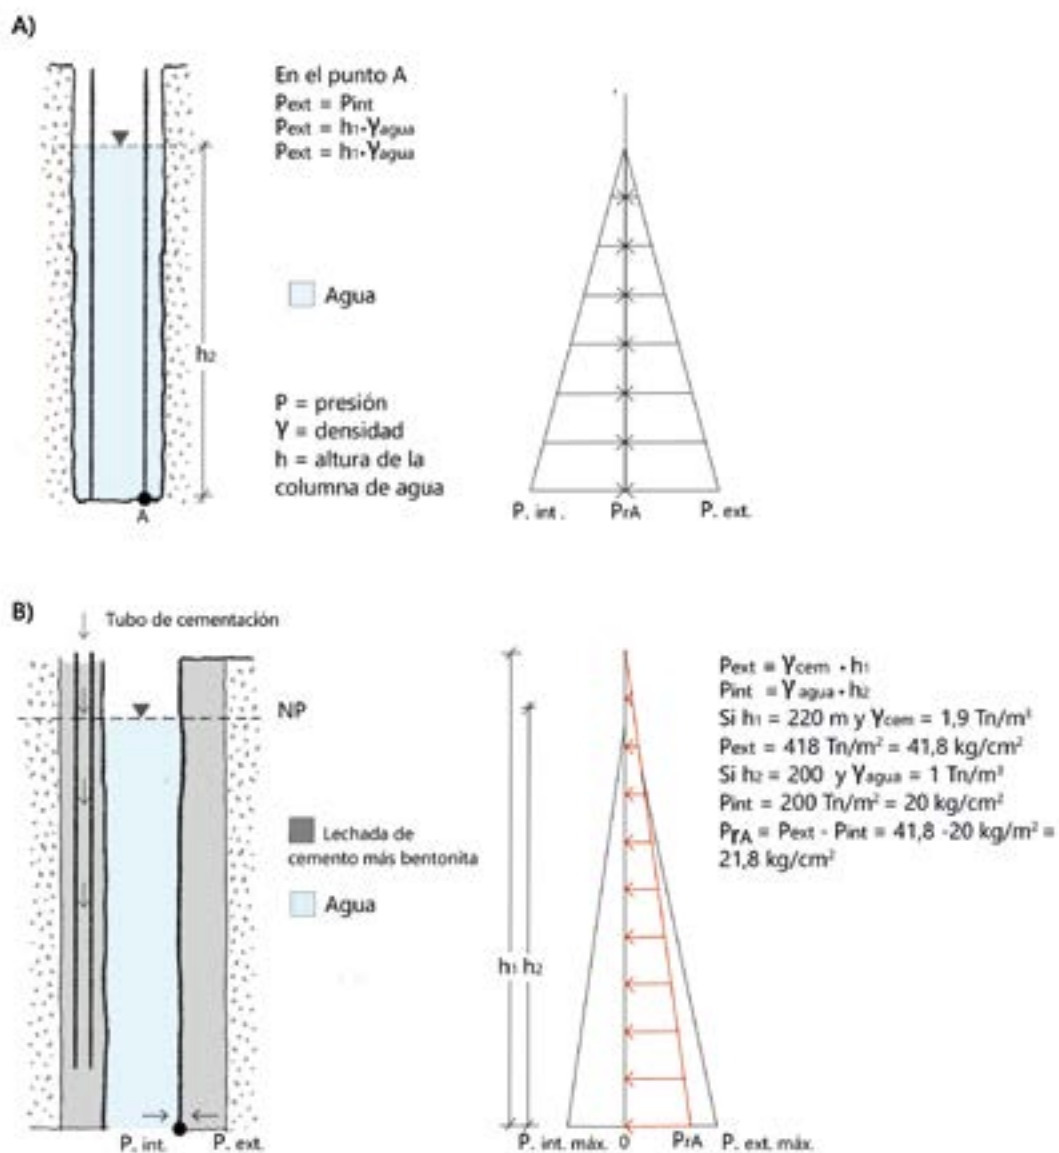 A)
En el punto A
Pext = Pint
Pext = h₁·γagua
Pext = h₁·γagua
Agua
h₂
P = presión
γ = densidad
h = altura de la
columna de agua
A
P. int.
PrA
P. ext.
B)
Tubo de cementación
NP
Lechada de
cemento más bentonita
Agua
P. int.
P. ext.
h₁ h₂
P. int. máx.
0
PrA
P. ext. máx.
Pext = γcem · h₁
Pint = γagua · h₂
Si h₁ = 220 m y γcem = 1,9 Tn/m³
Pext = 418 Tn/m² = 41,8 kg/cm²
Si h₂ = 200 y γagua = 1 Tn/m³
Pint = 200 Tn/m² = 20 kg/cm²
PrA = Pext - Pint = 41,8 -20 kg/m² =
21,8 kg/cm²